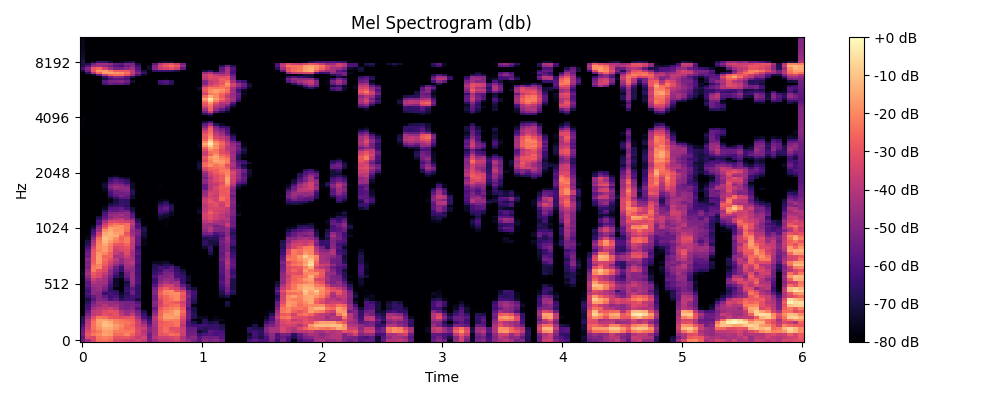 Mel Spectrogram (db)
8192
4096
2048
1024
512
0
Hz
0 1 2 3 4 5 6
Time
+0 dB
-10 dB
-20 dB
-30 dB
-40 dB
-50 dB
-60 dB
-70 dB
-80 dB